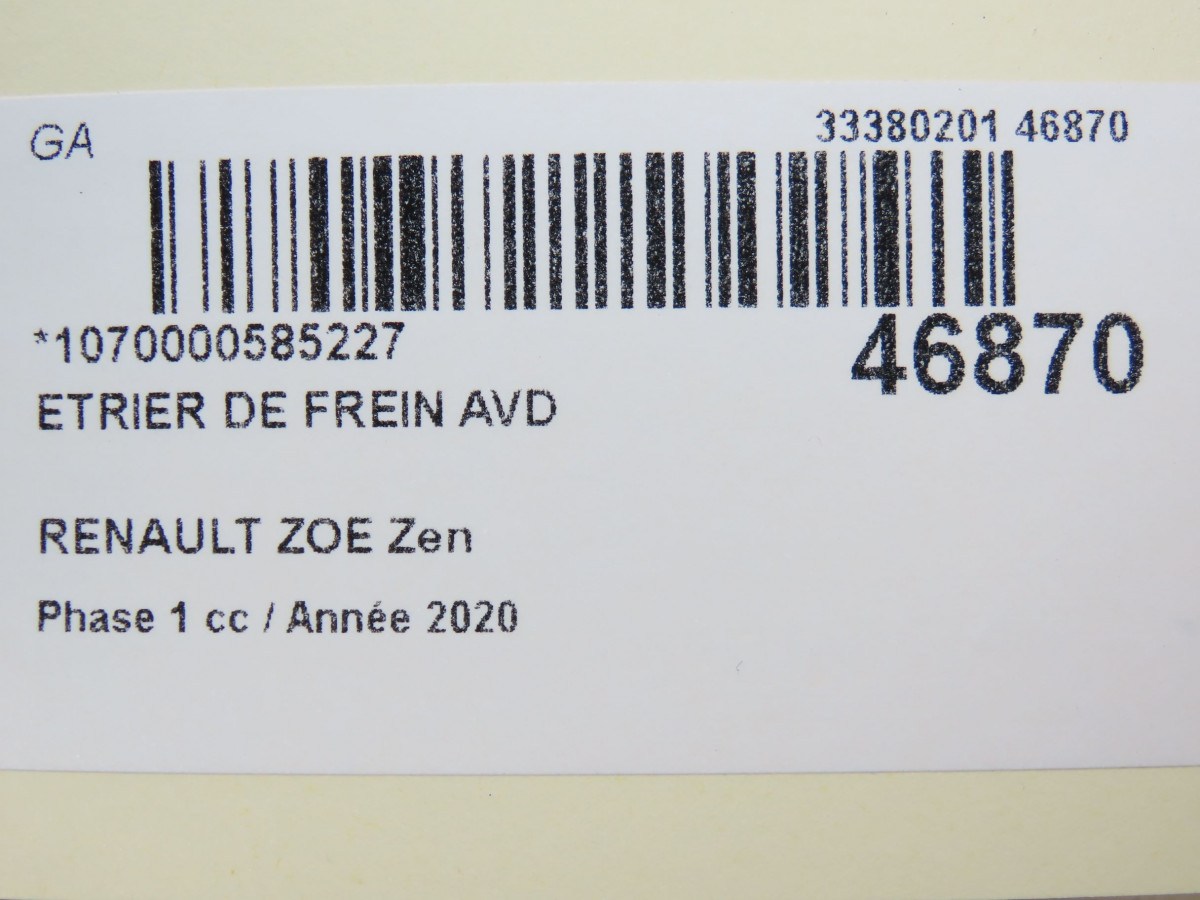 GA
33380201 46870
*1070000585227
46870
ETRIER DE FREIN AVD
RENAULT ZOE Zen
Phase 1 cc / Année 2020